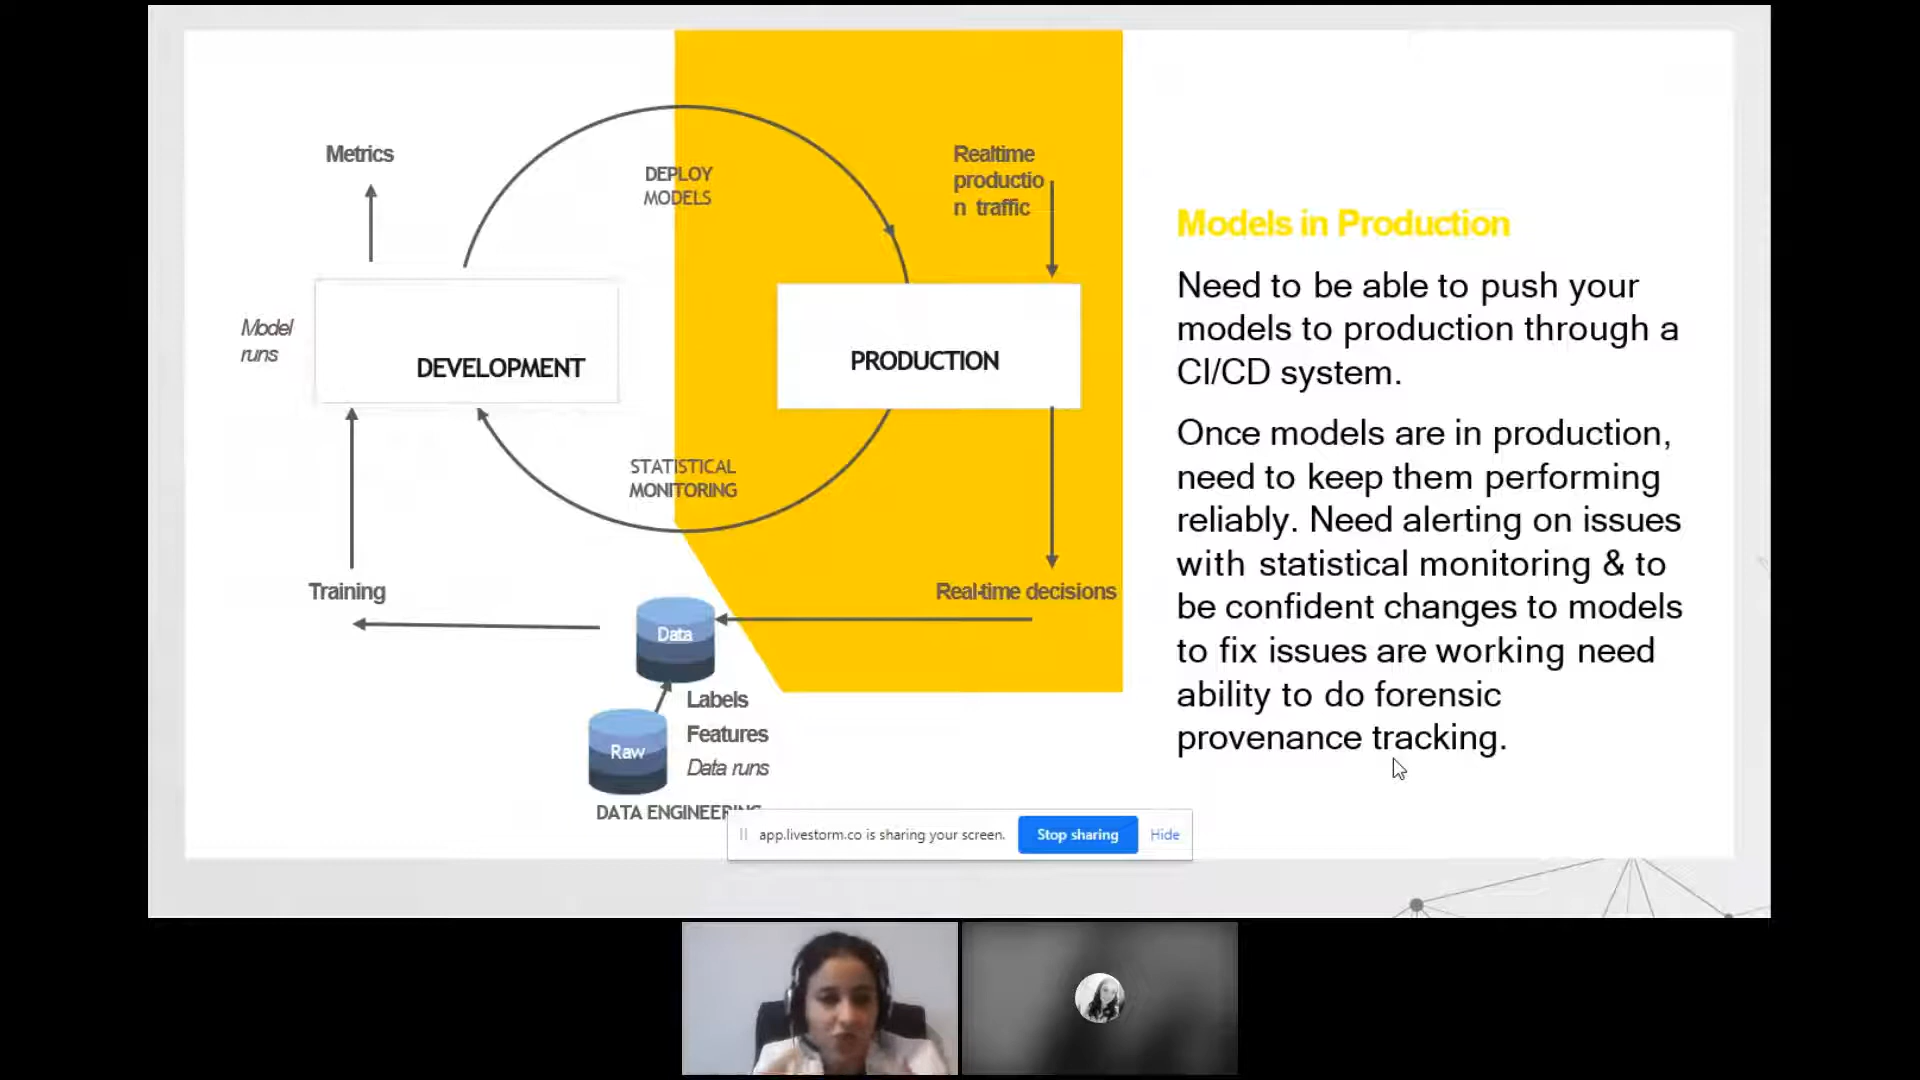 Metrics
DEPLOY
MODELS
Realtime
productio
n traffic
Model
runs
DEVELOPMENT
PRODUCTION
STATISTICAL
MONITORING
Training
Real-time decisions
Data
Labels
Features
Raw
Data runs
DATA ENGINEERING
Models in Production
Need to be able to push your
models to production through a
CI/CD system.
Once models are in production,
need to keep them performing
reliably. Need alerting on issues
with statistical monitoring & to
be confident changes to models
to fix issues are working need
ability to do forensic
provenance tracking.
app.livestorm.co is sharing your screen.
Stop sharing
Hide